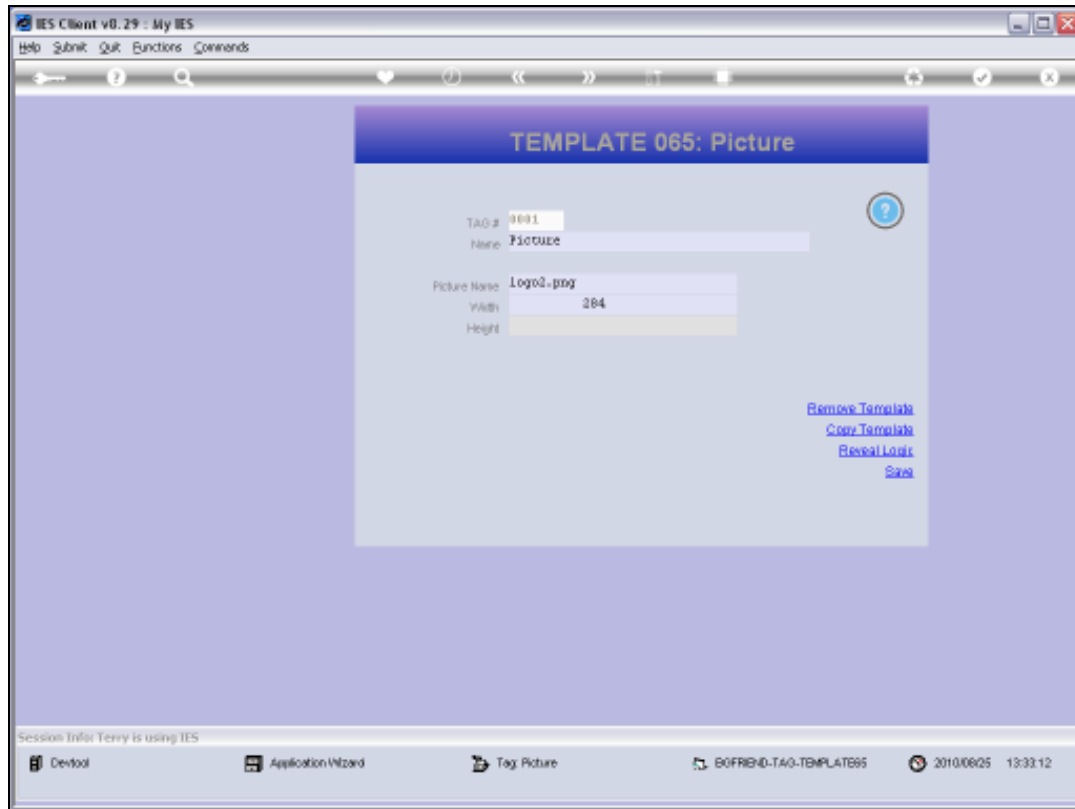 IES Client v8.29 : My IES
Help Submit Quit Functions Commands
TEMPLATE 065: Picture
TAG # 0001
Name Picture
Picture Name logo2.png
Width 284
Height
Remove Template
Copy Template
Reveal Logic
Save
Session Info: Terry is using IES
Devtool Application Wizard Tag: Picture BGFRIEND-TAG-TEMPLATE65 2010/08/25 13:33:12